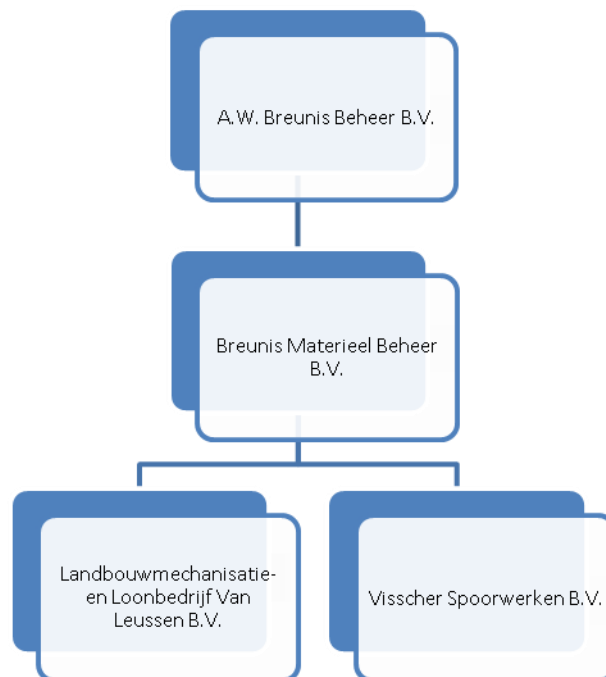 A.W. Breunis Beheer B.V.
Breunis Materieel Beheer
B.V.
Landbouwmechanisatie-
en Loonbedrijf Van
Leussen B.V.
Visscher Spoorwerken B.V.